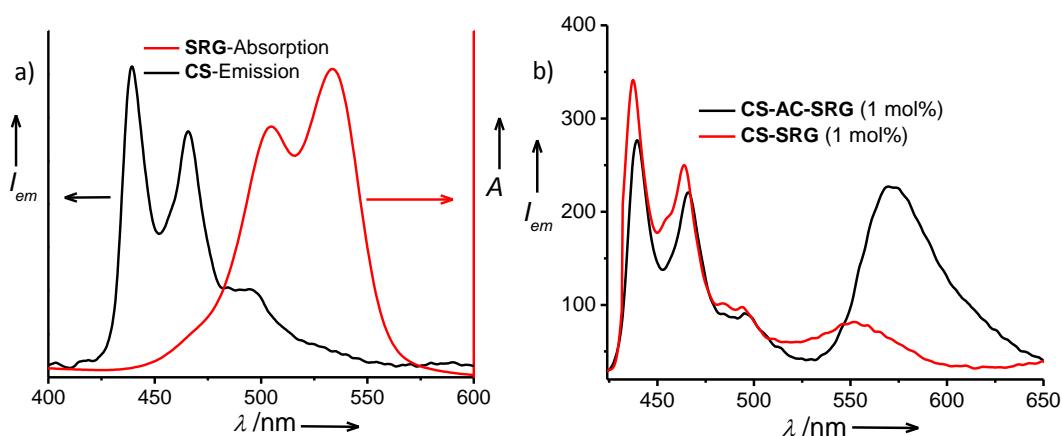 a)
SRG-Absorption
CS-Emission
I em
A
400 450 500 550 600
λ /nm
b)
CS-AC-SRG (1 mol%)
CS-SRG (1 mol%)
400
300
200
100
I em
450 500 550 600 650
λ /nm